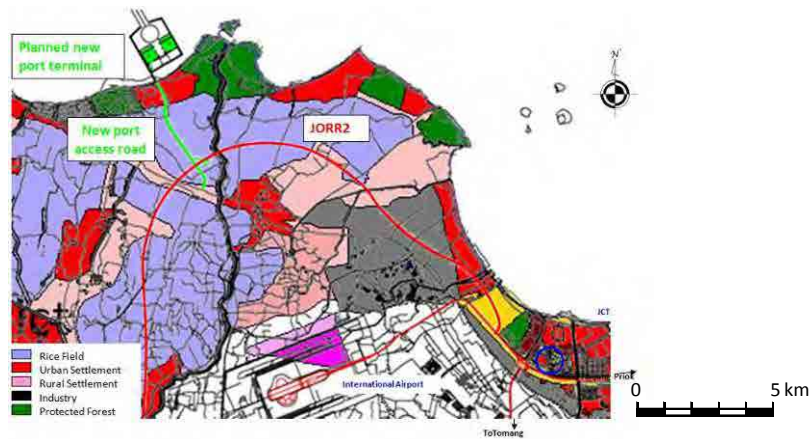 Planned new
port terminal
N
New port
access road
JORR2
JCT
Rice Field
Urban Settlement
Rural Settlement
Industry
Protected Forest
International Airport
Priok
0 5 km
ToTomang